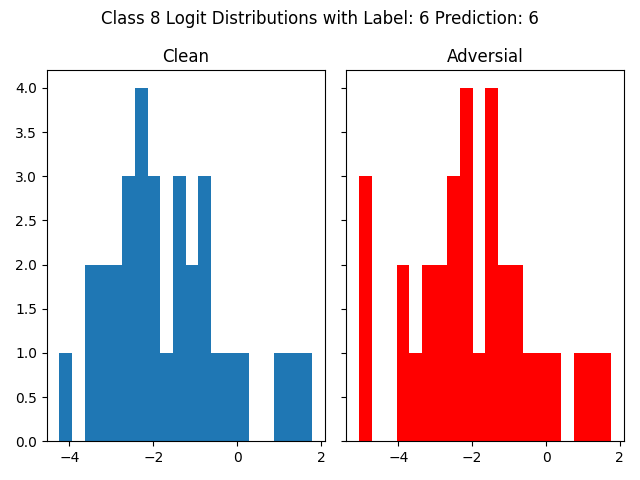 Class 8 Logit Distributions with Label: 6 Prediction: 6
Clean
Adversial
4.0
3.5
3.0
2.5
2.0
1.5
1.0
0.5
0.0
−4 −2 0 2
−4 −2 0 2